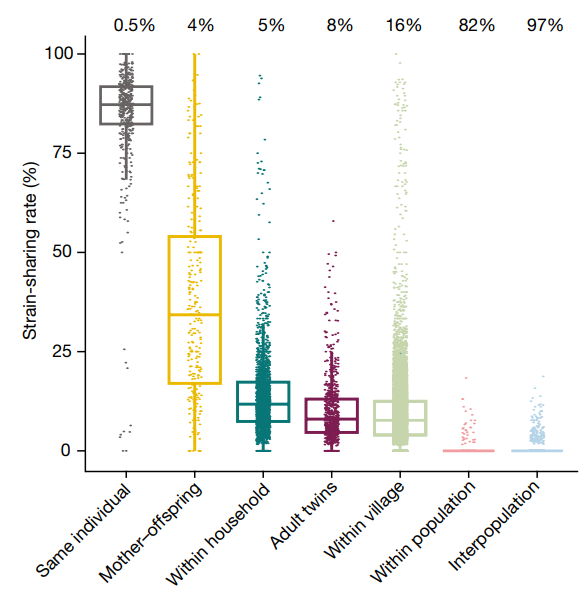 0.5% 4% 5% 8% 16% 82% 97%
100
75
50
25
0
Strain-sharing rate (%)
Same individual
Mother–offspring
Within household
Adult twins
Within village
Within population
Interpopulation